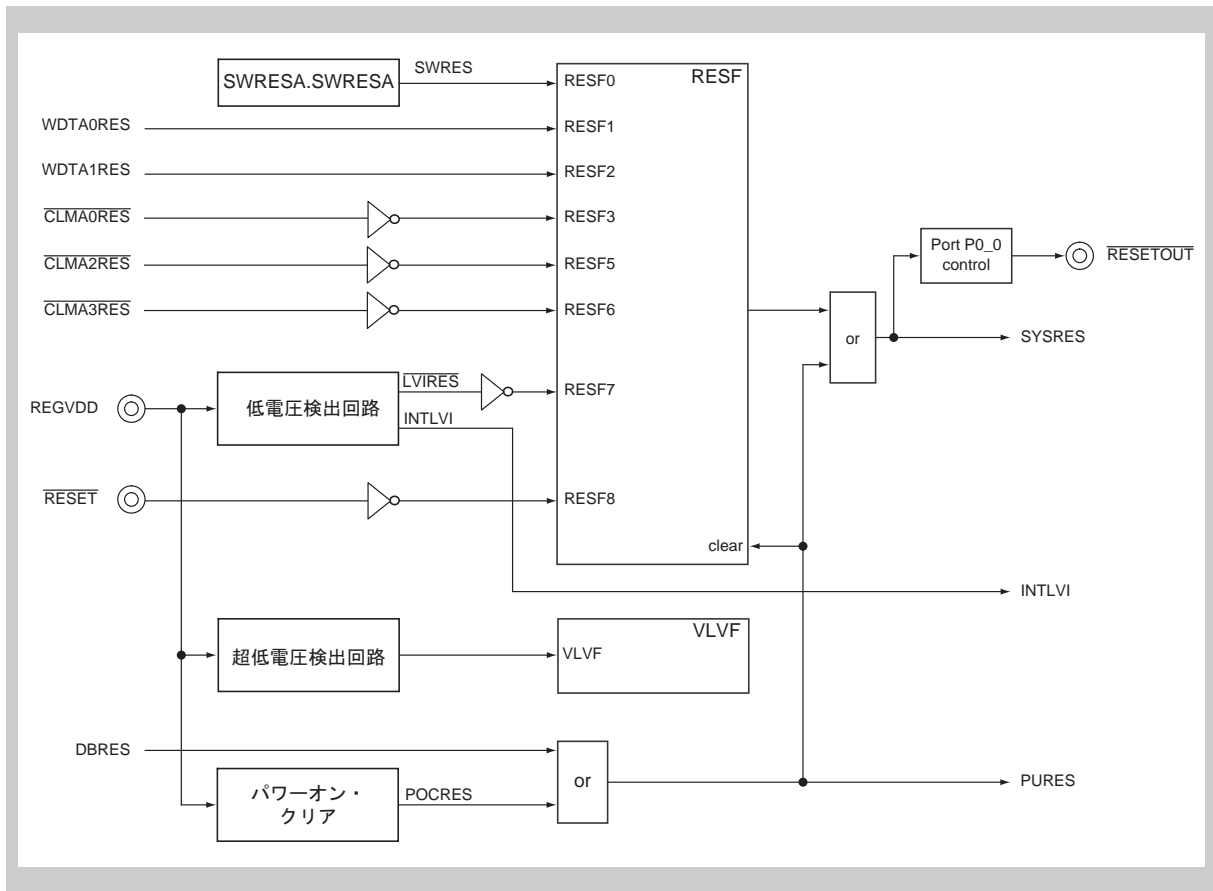 SWRESA.SWRESA
SWRES
RESF0
RESF
WDTA0RES
RESF1
WDTA1RES
RESF2
CLMA0RES
RESF3
CLMA2RES
RESF5
CLMA3RES
RESF6
Port P0_0
control
RESETOUT
or
SYSRES
REGVDD
低電圧検出回路
LVIRES
RESF7
INTLVI
RESET
RESF8
clear
INTLVI
超低電圧検出回路
VLVF
VLVF
DBRES
or
PURES
パワーオン・
クリア
POCRES